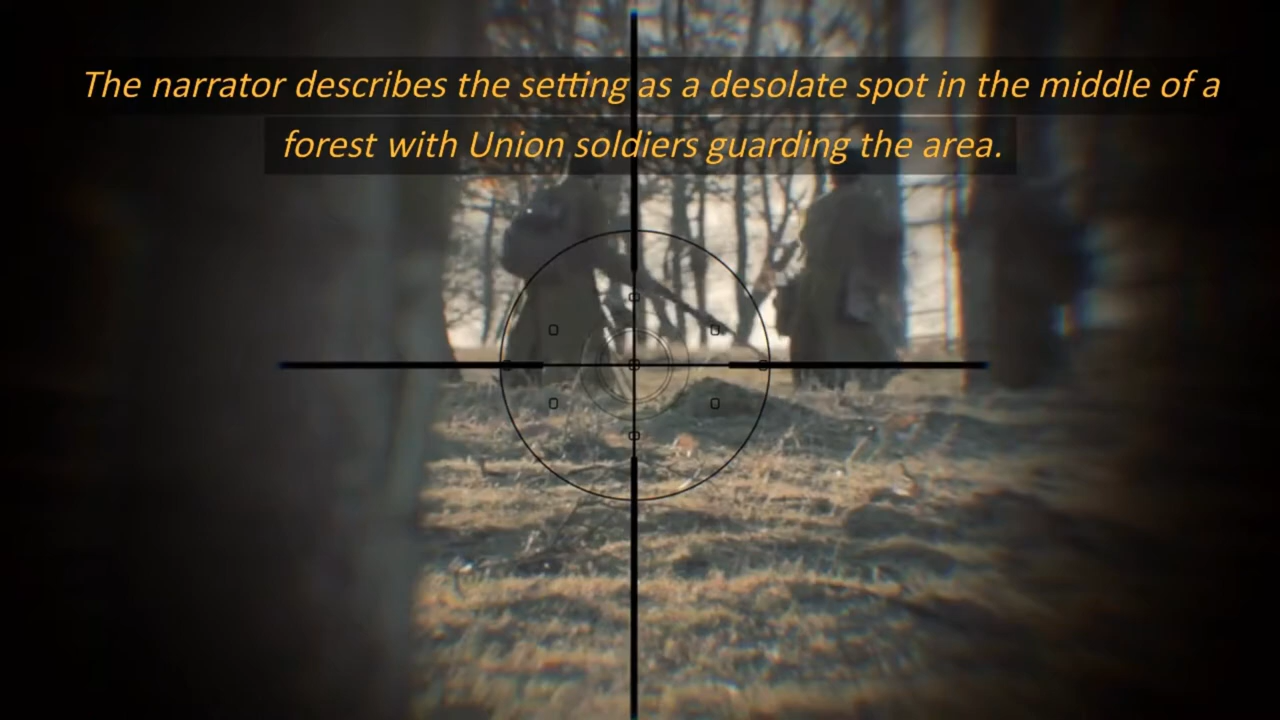 The narrator describes the setting as a desolate spot in the middle of a
forest with Union soldiers guarding the area.